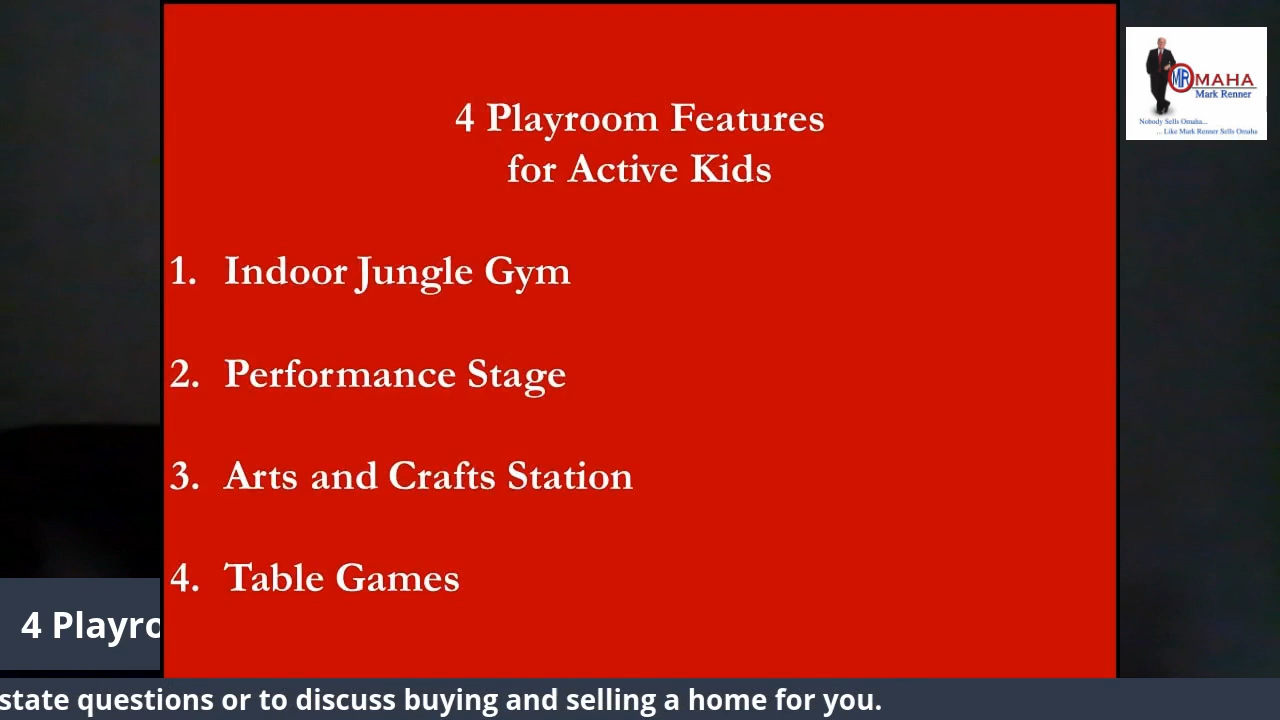 4 Playroom Features
for Active Kids
1. Indoor Jungle Gym
2. Performance Stage
3. Arts and Crafts Station
4. Table Games
MR OMAHA
Mark Renner
Nobody Sells Omaha...
... Like Mark Renner Sells Omaha
4 Playro
state questions or to discuss buying and selling a home for you.